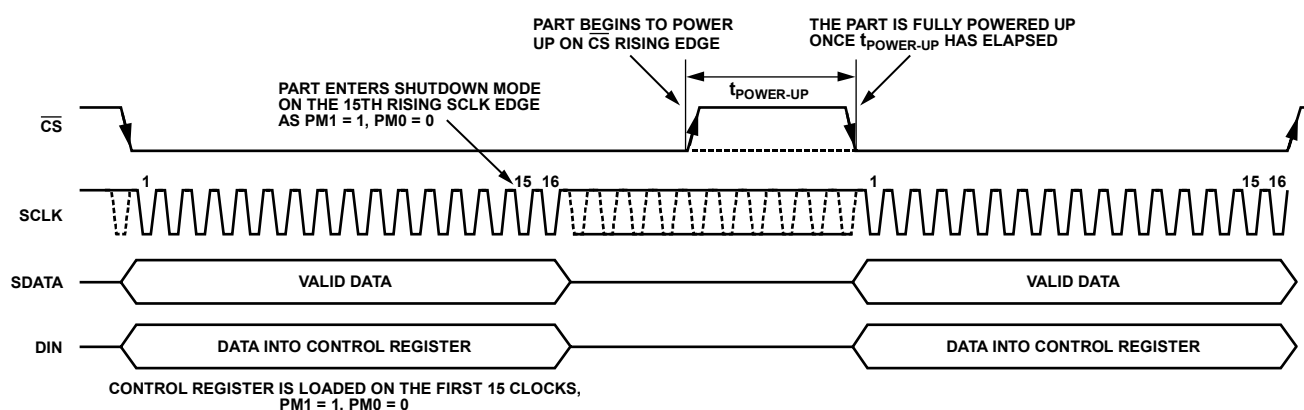 PART BEGINS TO POWER
UP ON CS RISING EDGE
THE PART IS FULLY POWERED UP
ONCE tPOWER-UP HAS ELAPSED
PART ENTERS SHUTDOWN MODE
ON THE 15TH RISING SCLK EDGE
AS PM1 = 1, PM0 = 0
tPOWER-UP
CS
1 15 16 1 15 16
SCLK
SDATA VALID DATA VALID DATA
DIN DATA INTO CONTROL REGISTER DATA INTO CONTROL REGISTER
CONTROL REGISTER IS LOADED ON THE FIRST 15 CLOCKS,
PM1 = 1, PM0 = 0